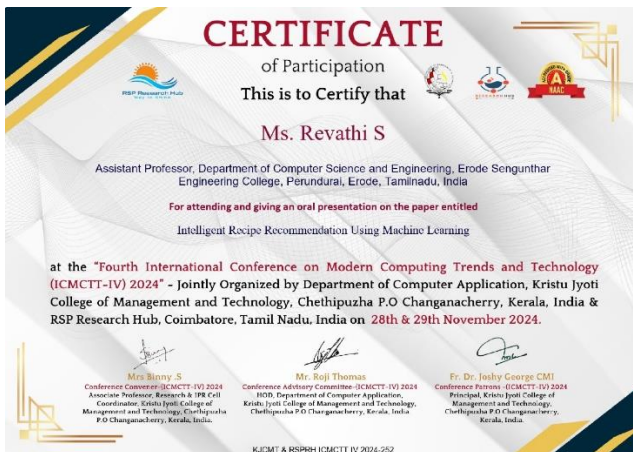 CERTIFICATE
of Participation
This is to Certify that
RSP Research Hub
A
NAAC
Ms. Revathi S
Assistant Professor, Department of Computer Science and Engineering, Erode Sengunthar
Engineering College, Perundurai, Erode, Tamilnadu, India
For attending and giving an oral presentation on the paper entitled
Intelligent Recipe Recommendation Using Machine Learning
at the "Fourth International Conference on Modern Computing Trends and Technology
(ICMCTT-IV) 2024" - Jointly Organized by Department of Computer Application, Kristu Jyoti
College of Management and Technology, Chethipuzha P.O Changanacherry, Kerala, India &
RSP Research Hub, Coimbatore, Tamil Nadu, India on 28th & 29th November 2024.
Mrs Binny .S
Conference Convener-(ICMCTT-IV) 2024
Associate Professor, Research & IPR Cell
Coordinator, Kristu Jyoti College of
Management and Technology, Chethipuzha
P.O Changanacherry, Kerala, India.
Mr. Roji Thomas
Conference Advisory Committee-(ICMCTT-IV) 2024
HOD, Department of Computer Application,
Kristu Jyoti College of Management and Technology,
Chethipuzha P.O Changanacherry, Kerala, India
Fr. Dr. Joshy George CMI
Conference Patrons -(ICMCTT-IV) 2024
Principal, Kristu Jyoti College of
Management and Technology,
Chethipuzha P.O Changanacherry,
Kerala, India
KJCMT & RSPRH ICMCTT IV 2024-252